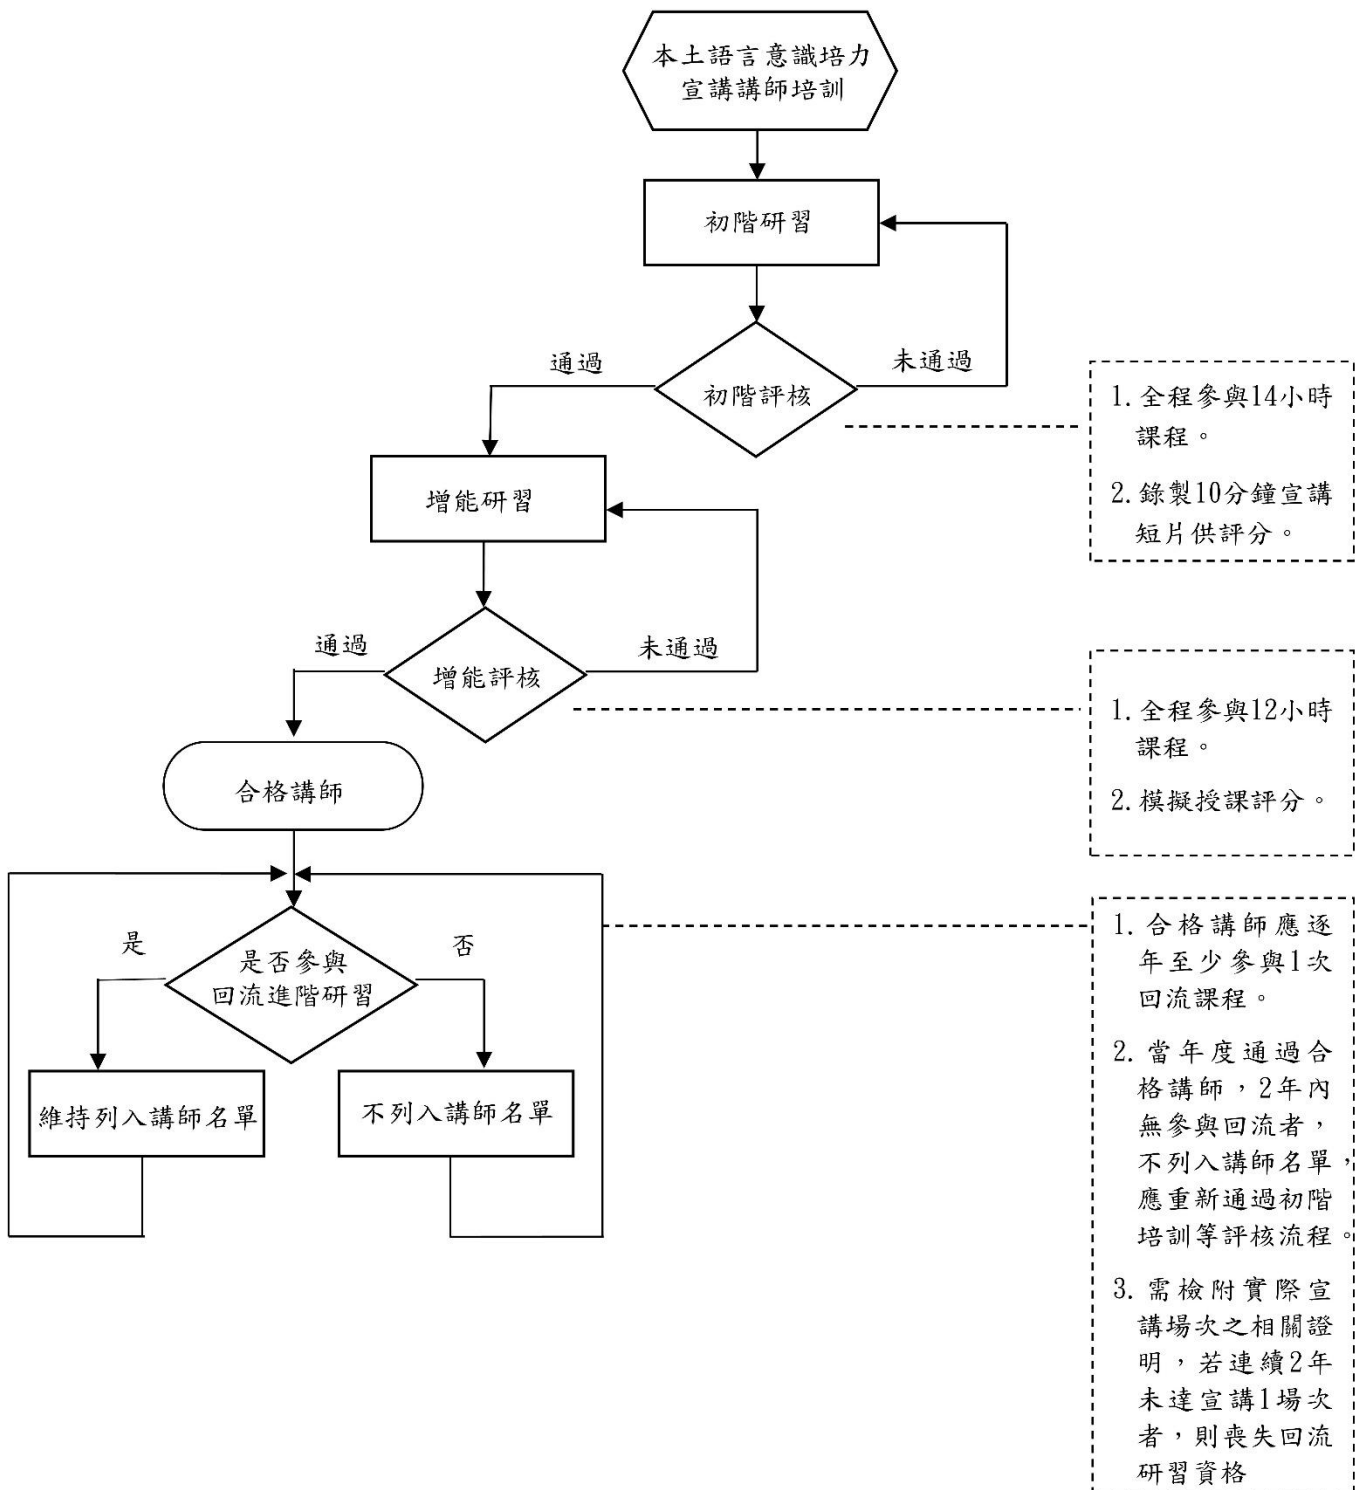 本土語言意識培力
宣講講師培訓
初階研習
通過
未通過
初階評核
1. 全程參與14小時
課程。
2. 錄製10分鐘宣講
短片供評分。
增能研習
通過
未通過
增能評核
1. 全程參與12小時
課程。
2. 模擬授課評分。
合格講師
是
否
是否參與
回流進階研習
維持列入講師名單
不列入講師名單
1. 合格講師應逐
年至少參與1次
回流課程。
2. 當年度通過合
格講師，2年內
無參與回流者，
不列入講師名單，
應重新通過初階
培訓等評核流程。
3. 需檢附實際宣
講場次之相關證
明，若連續2年
未達宣講1場次
者，則喪失回流
研習資格